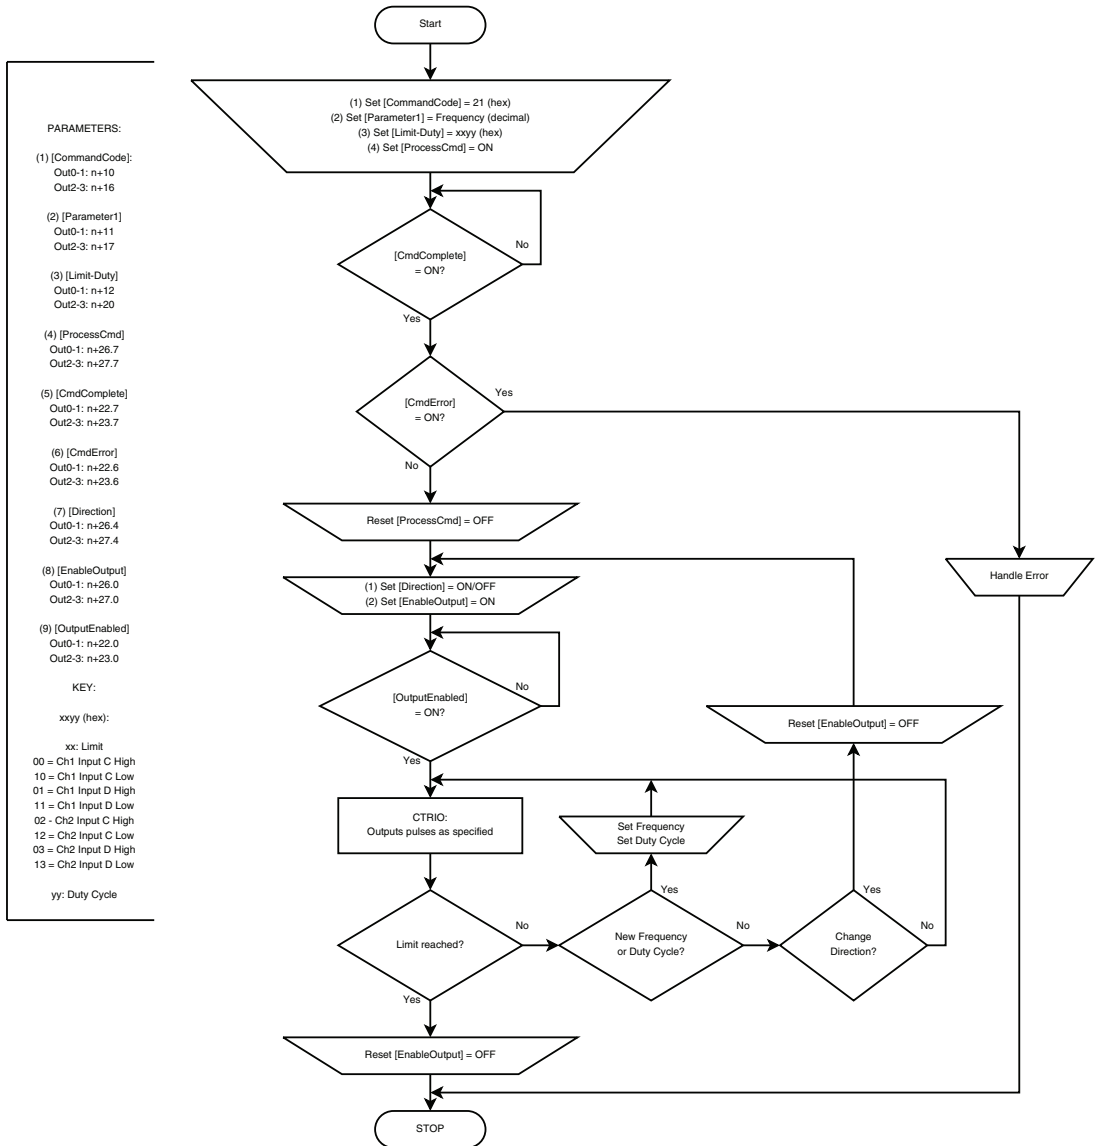 Start
PARAMETERS:
(1) [CommandCode]:
Out0-1: n+10
Out2-3: n+16
(2) [Parameter1]
Out0-1: n+11
Out2-3: n+17
(3) [Limit-Duty]
Out0-1: n+12
Out2-3: n+20
(4) [ProcessCmd]
Out0-1: n+26.7
Out2-3: n+27.7
(5) [CmdComplete]
Out0-1: n+22.7
Out2-3: n+23.7
(6) [CmdError]
Out0-1: n+22.6
Out2-3: n+23.6
(7) [Direction]
Out0-1: n+26.4
Out2-3: n+27.4
(8) [EnableOutput]
Out0-1: n+26.0
Out2-3: n+27.0
(9) [OutputEnabled]
Out0-1: n+22.0
Out2-3: n+23.0
KEY:
xxyy (hex):
xx: Limit
00 = Ch1 Input C High
10 = Ch1 Input C Low
01 = Ch1 Input D High
11 = Ch1 Input D Low
02 - Ch2 Input C High
12 = Ch2 Input C Low
03 = Ch2 Input D High
13 = Ch2 Input D Low
yy: Duty Cycle
(1) Set [CommandCode] = 21 (hex)
(2) Set [Parameter1] = Frequency (decimal)
(3) Set [Limit-Duty] = xxyy (hex)
(4) Set [ProcessCmd] = ON
[CmdComplete]
= ON?
No
Yes
[CmdError]
= ON?
Yes
No
Reset [ProcessCmd] = OFF
Handle Error
(1) Set [Direction] = ON/OFF
(2) Set [EnableOutput] = ON
[OutputEnabled]
= ON?
No
Yes
Reset [EnableOutput] = OFF
CTRIO:
Outputs pulses as specified
Set Frequency
Set Duty Cycle
Yes
Yes
Limit reached?
No
New Frequency
or Duty Cycle?
No
Change
Direction?
No
Yes
Reset [EnableOutput] = OFF
STOP